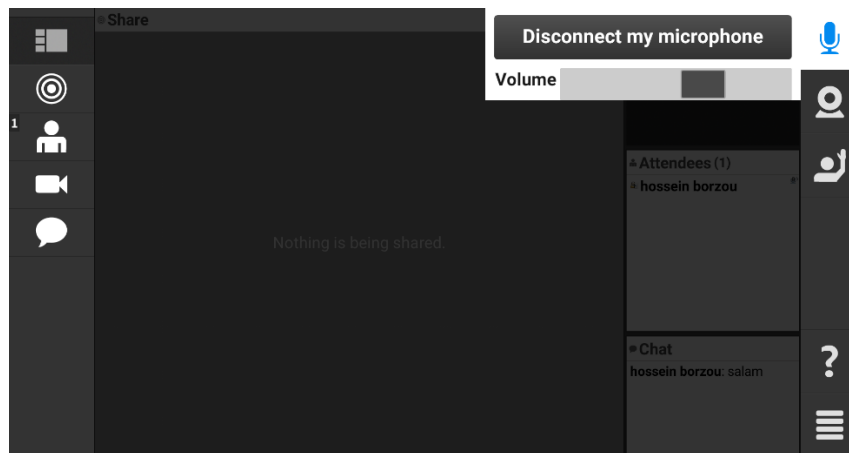 Share
Disconnect my microphone
Volume
1
Attendees (1)
hossein borzou
Nothing is being shared.
Chat
hossein borzou: salam
?